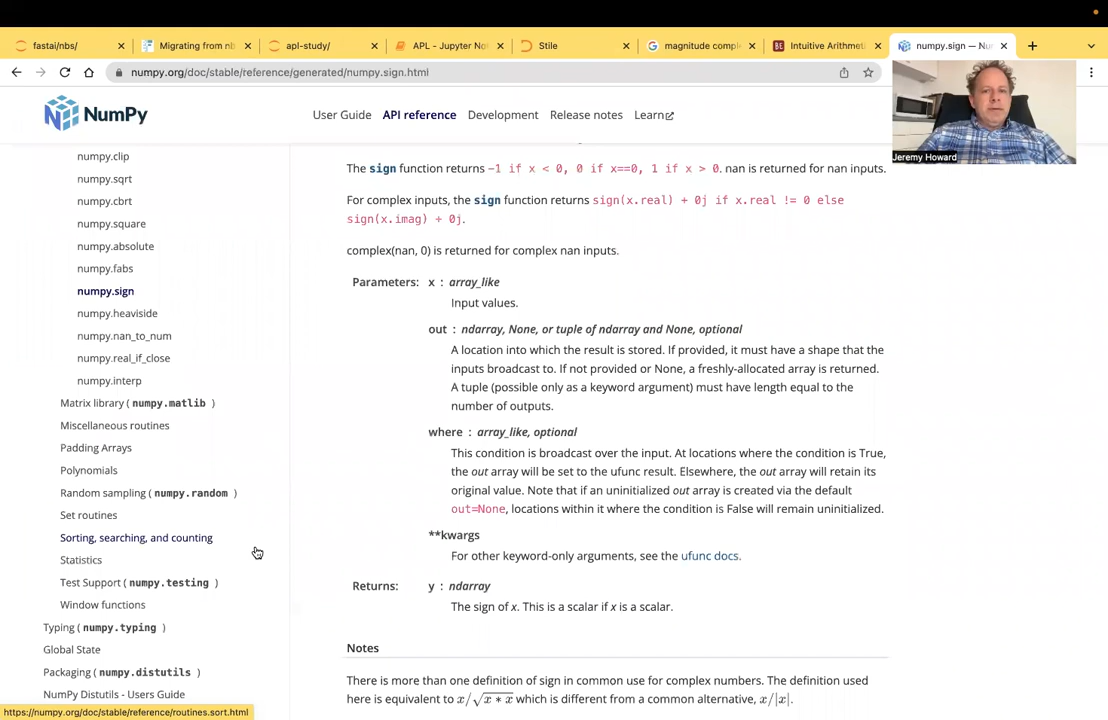 fastai/nbs/
Migrating from nb
apl-study/
APL - Jupyter No
Stile
magnitude compl
Intuitive Arithmeti
numpy.sign — Nu
numpy.org/doc/stable/reference/generated/numpy.sign.html
NumPy
User Guide
API reference
Development
Release notes
Learn
Jeremy Howard
numpy.clip
numpy.sqrt
numpy.cbrt
numpy.square
numpy.absolute
numpy.fabs
numpy.sign
numpy.heaviside
numpy.nan_to_num
numpy.real_if_close
numpy.interp
Matrix library ( numpy.matlib )
Miscellaneous routines
Padding Arrays
Polynomials
Random sampling ( numpy.random )
Set routines
Sorting, searching, and counting
Statistics
Test Support ( numpy.testing )
Window functions
Typing ( numpy.typing )
Global State
Packaging ( numpy.distutils )
NumPy Distutils - Users Guide
https://numpy.org/doc/stable/reference/routines.sort.html
The sign function returns -1 if x < 0, 0 if x==0, 1 if x > 0. nan is returned for nan inputs.
For complex inputs, the sign function returns sign(x.real) + 0j if x.real != 0 else
sign(x.imag) + 0j.
complex(nan, 0) is returned for complex nan inputs.
Parameters: x : array_like
Input values.
out : ndarray, None, or tuple of ndarray and None, optional
A location into which the result is stored. If provided, it must have a shape that the
inputs broadcast to. If not provided or None, a freshly-allocated array is returned.
A tuple (possible only as a keyword argument) must have length equal to the
number of outputs.
where : array_like, optional
This condition is broadcast over the input. At locations where the condition is True,
the out array will be set to the ufunc result. Elsewhere, the out array will retain its
original value. Note that if an uninitialized out array is created via the default
out=None, locations within it where the condition is False will remain uninitialized.
**kwargs
For other keyword-only arguments, see the ufunc docs.
Returns: y : ndarray
The sign of x. This is a scalar if x is a scalar.
Notes
There is more than one definition of sign in common use for complex numbers. The definition used
here is equivalent to x/√x * x which is different from a common alternative, x/|x|.